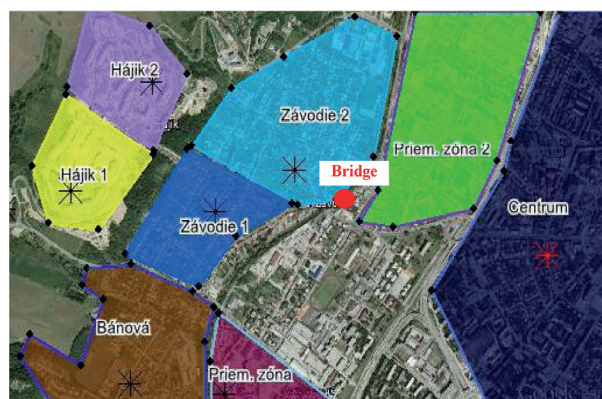 Hájik 2
Závodie 2
Hájik 1
Bridge
Priem. zóna 2
Závodie 1
Centrum
Bánová
Priem. zóna